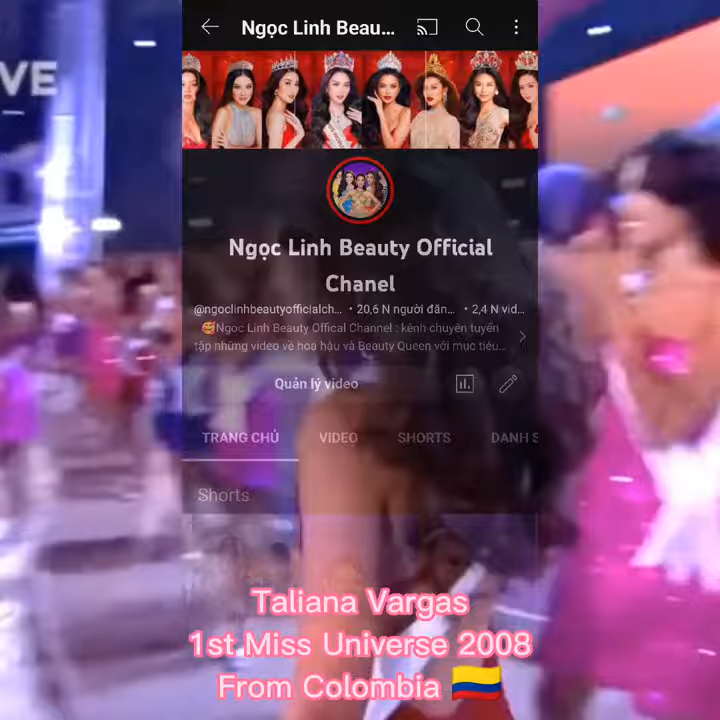 VE
Ngọc Linh Beau...
Ngọc Linh Beauty Official
Chanel
@ngoclinhbeautyofficialch... • 20,6 N người đăn... • 2,4 N vid...
🥰Ngọc Linh Beauty Offical Channel : kênh chuyên tuyển
tập những video về hoa hậu và Beauty Queen với mục tiêu...
Quản lý video
TRANG CHỦ VIDEO SHORTS DANH S
Shorts
Taliana Vargas
1st Miss Universe 2008
From Colombia 🇨🇴